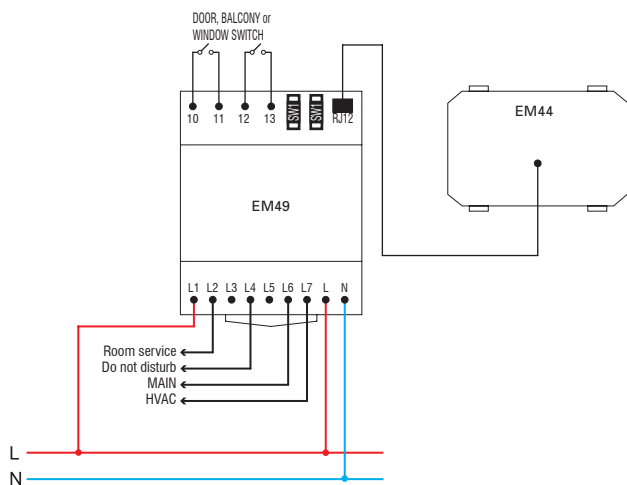 DOOR, BALCONY or
WINDOW SWITCH
10 11 12 13 SW1 SW1 RJ12
EM44
EM49
L1 L2 L3 L4 L5 L6 L7 L N
Room service
Do not disturb
MAIN
HVAC
L
N